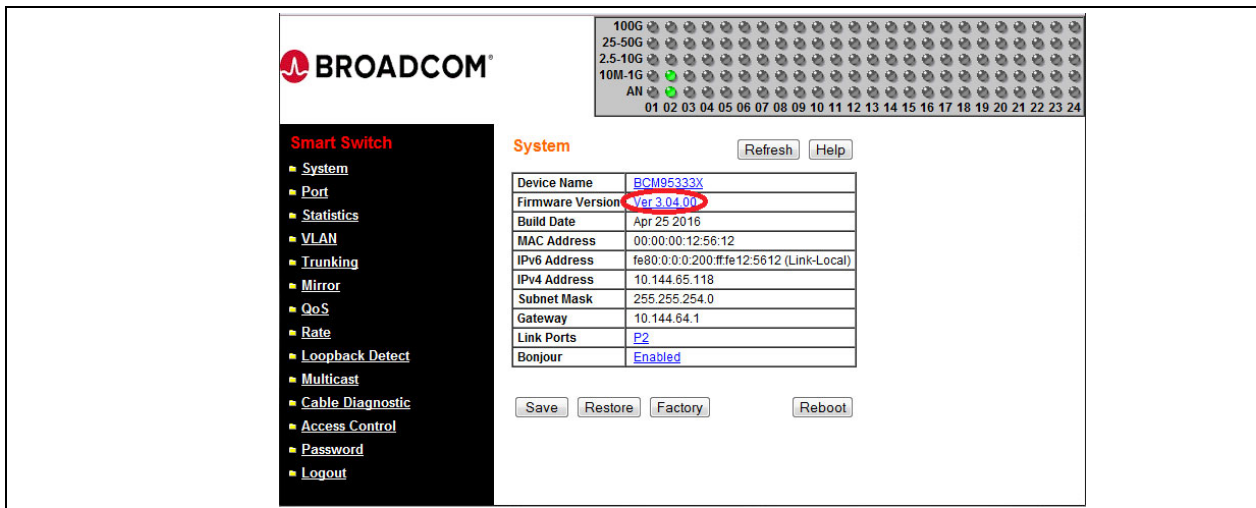 BROADCOM®
100G
25-50G
2.5-10G
10M-1G
AN
01 02 03 04 05 06 07 08 09 10 11 12 13 14 15 16 17 18 19 20 21 22 23 24
Smart Switch
System
Port
Statistics
VLAN
Trunking
Mirror
QoS
Rate
Loopback Detect
Multicast
Cable Diagnostic
Access Control
Password
Logout
System Refresh Help
Device Name BCM95333X
Firmware Version Ver 3.04.00
Build Date Apr 25 2016
MAC Address 00:00:00:12:56:12
IPv6 Address fe80:0:0:0:200:ff:fe12:5612 (Link-Local)
IPv4 Address 10.144.65.118
Subnet Mask 255.255.254.0
Gateway 10.144.64.1
Link Ports P2
Bonjour Enabled
Save Restore Factory Reboot